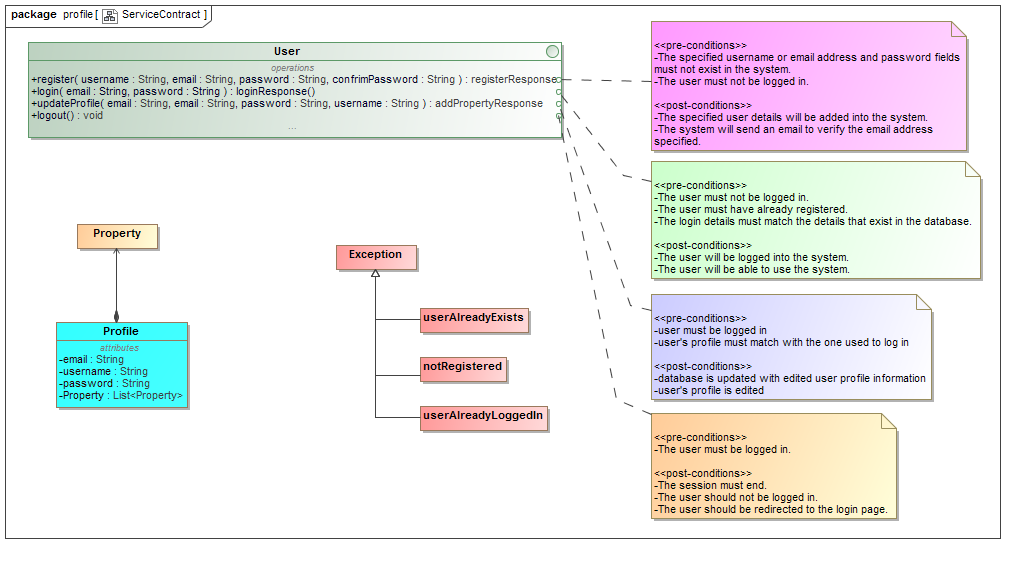 package profile[ ServiceContract ]
User
operations
+register( username : String, email : String, password : String, confrimPassword : String ) : registerResponse
+login( email : String, password : String ) : loginResponse()
+updateProfile( email : String, email : String, password : String, username : String ) : addPropertyResponse
+logout() : void
...
<<pre-conditions>>
-The specified username or email address and password fields
must not exist in the system.
-The user must not be logged in.
<<post-conditions>>
-The specified user details will be added into the system.
-The system will send an email to verify the email address
specified.
<<pre-conditions>>
-The user must not be logged in.
-The user must have already registered.
-The login details must match the details that exist in the database.
<<post-conditions>>
-The user will be logged into the system.
-The user will be able to use the system.
Property
Exception
Profile
attributes
-email : String
-username : String
-password : String
-Property : List<Property>
userAlreadyExists
notRegistered
userAlreadyLoggedIn
<<pre-conditions>>
-user must be logged in
-user's profile must match with the one used to log in
<<post-conditions>>
-database is updated with edited user profile information
-user's profile is edited
<<pre-conditions>>
-The user must be logged in.
<<post-conditions>>
-The session must end.
-The user should not be logged in.
-The user should be redirected to the login page.